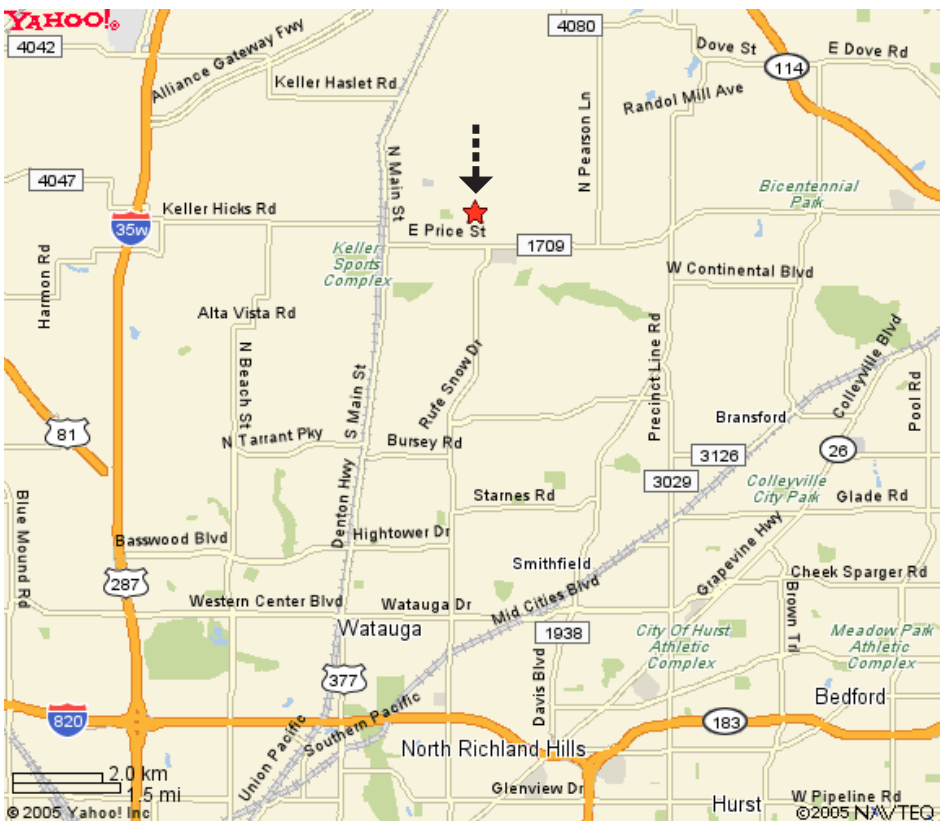 YAHOO!®
4042
4080
Dove St
E Dove Rd
114
Alliance Gateway Fwy
Keller Haslet Rd
Randol Mill Ave
N Pearson Ln
N Main St
4047
Keller Hicks Rd
Bicentennial
Park
35W
E Price St
1709
Keller
Sports
Complex
W Continental Blvd
Harmon Rd
Alta Vista Rd
N Beach St
Rufe Snow Dr
Precinct Line Rd
Colleyville Blvd
Pool Rd
S Main St
Bransford
81
N Tarrant Pky
Bursey Rd
26
3126
3029
Colleyville
City Park
Blue Mound Rd
Denton Hwy
Starnes Rd
Glade Rd
Basswood Blvd
Hightower Dr
Grapevine Hwy
Smithfield
287
Mid Cities Blvd
Cheek Sparger Rd
Western Center Blvd
Watauga Dr
Brown Trl
Watauga
1938
City Of Hurst
Athletic
Complex
Meadow Park
Athletic
Complex
377
Davis Blvd
Bedford
820
Southern Pacific
Union Pacific
183
North Richland Hills
2.0 km
1.5 mi
Glenview Dr
Hurst
W Pipeline Rd
©2005 Yahoo! Inc
©2005 NAVTEQ